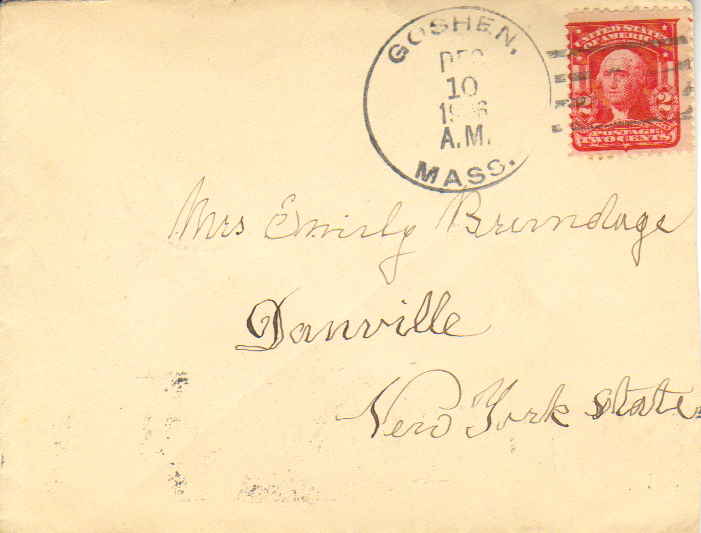 GOSHEN,
DEC
10
1906
A.M.
MASS.
UNITED STATES
OF AMERICA
2 2
POSTAGE
TWO CENTS
Mrs Emily Brundage
Danville
New York State